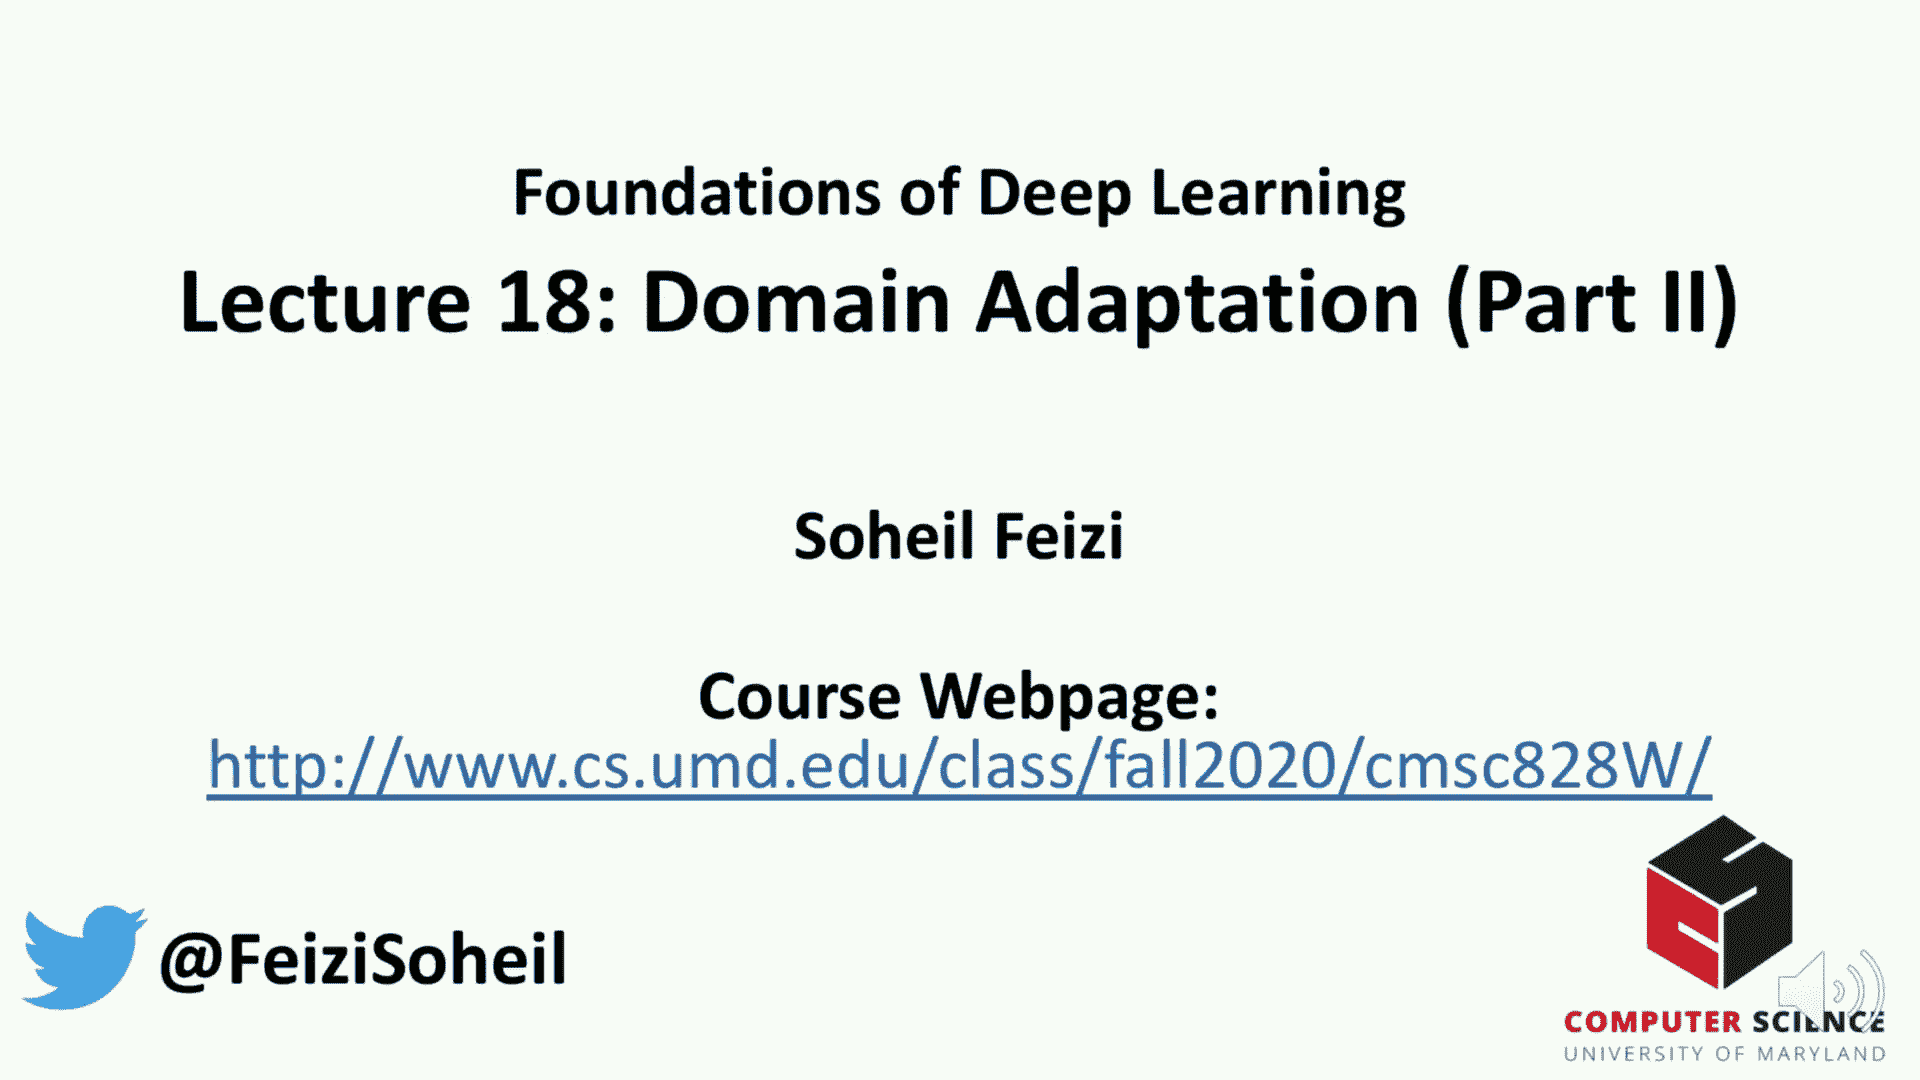 Foundations of Deep Learning
Lecture 18: Domain Adaptation (Part II)
Soheil Feizi
Course Webpage:
http://www.cs.umd.edu/class/fall2020/cmsc828W/
@FeiziSoheil
COMPUTER SCIENCE
UNIVERSITY OF MARYLAND